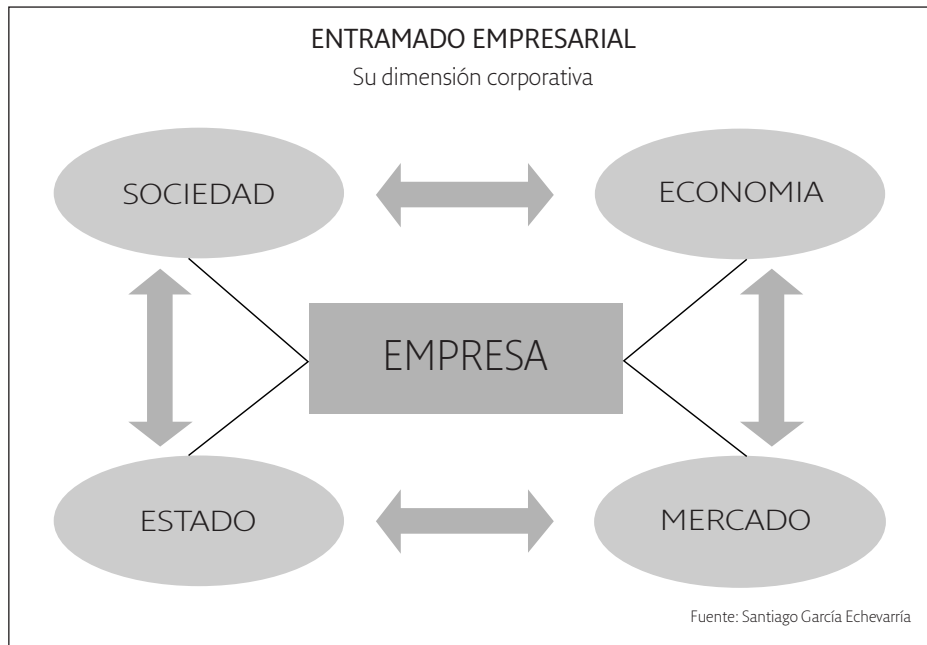 ENTRAMADO EMPRESARIAL
Su dimensión corporativa
SOCIEDAD
ECONOMIA
EMPRESA
ESTADO
MERCADO
Fuente: Santiago García Echevarría